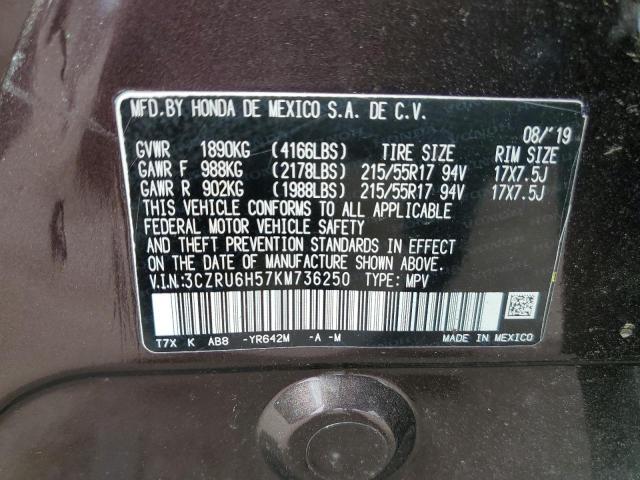 MFD.BY HONDA DE MEXICO S.A. DE C.V.
08/'19
GVWR 1890KG (4166LBS) TIRE SIZE RIM SIZE
GAWR F 988KG (2178LBS) 215/55R17 94V 17X7.5J
GAWR R 902KG (1988LBS) 215/55R17 94V 17X7.5J
THIS VEHICLE CONFORMS TO ALL APPLICABLE
FEDERAL MOTOR VEHICLE SAFETY
AND THEFT PREVENTION STANDARDS IN EFFECT
ON THE DATE OF MANUFACTURE SHOWN ABOVE.
V.I.N.:3CZRU6H57KM736250 TYPE: MPV
T7X K AB8 -YR642M -A -M MADE IN MEXICO